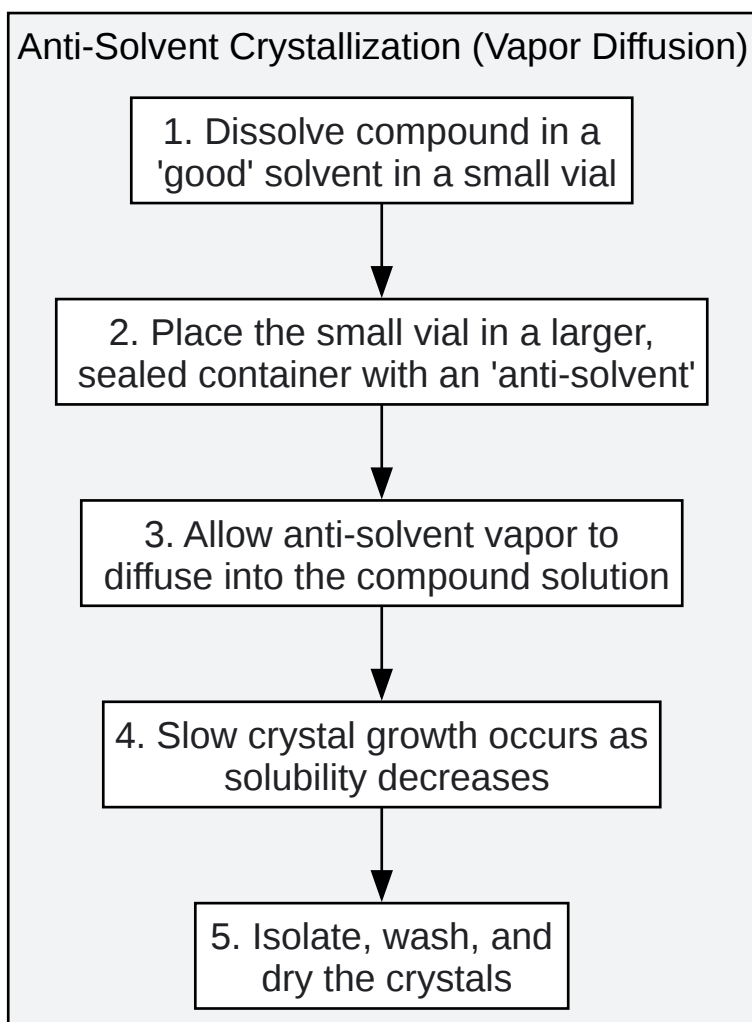 Anti-Solvent Crystallization (Vapor Diffusion)
1. Dissolve compound in a
'good' solvent in a small vial
2. Place the small vial in a larger,
sealed container with an 'anti-solvent'
3. Allow anti-solvent vapor to
diffuse into the compound solution
4. Slow crystal growth occurs as
solubility decreases
5. Isolate, wash, and
dry the crystals